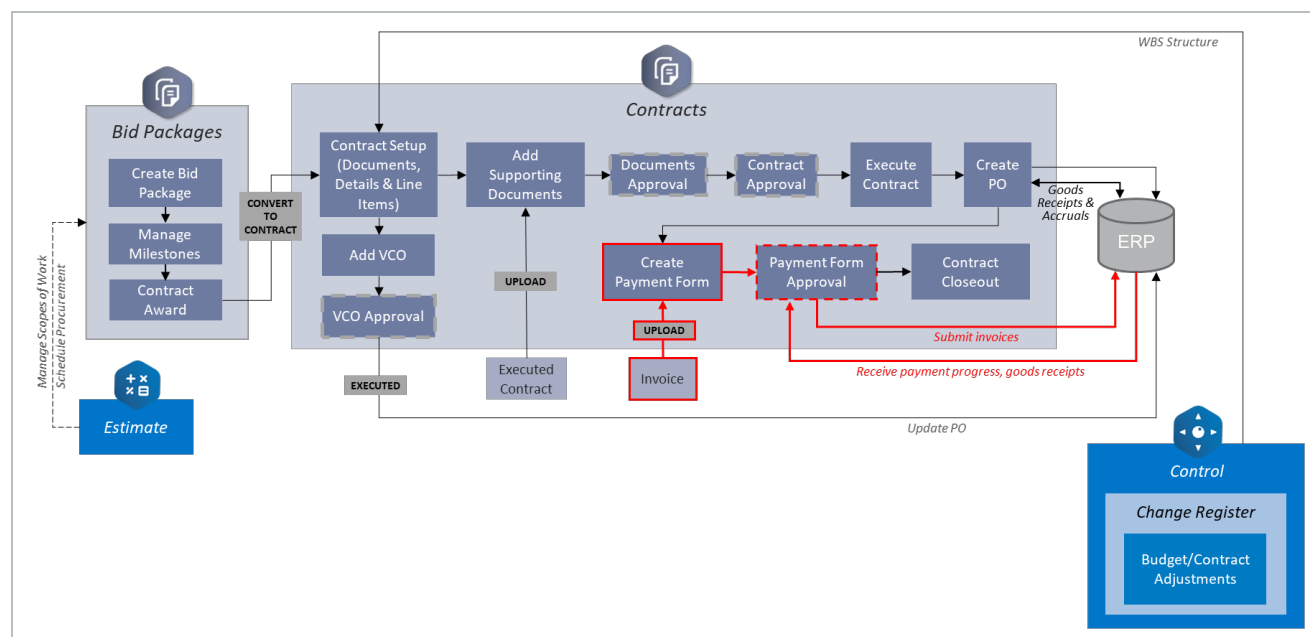 WBS Structure
Contracts
Bid Packages
Create Bid
Package
Manage
Milestones
Contract
Award
CONVERT
TO
CONTRACT
Contract Setup
(Documents,
Details & Line
Items)
Add
Supporting
Documents
Documents
Approval
Contract
Approval
Execute
Contract
Create
PO
Goods
Receipts &
Accruals
ERP
Add VCO
VCO Approval
UPLOAD
Create
Payment Form
Payment Form
Approval
Contract
Closeout
UPLOAD
Submit invoices
Receive payment progress, goods receipts
Invoice
Executed
Contract
EXECUTED
Update PO
Manage Scopes of Work
Schedule Procurement
Estimate
Control
Change Register
Budget/Contract
Adjustments